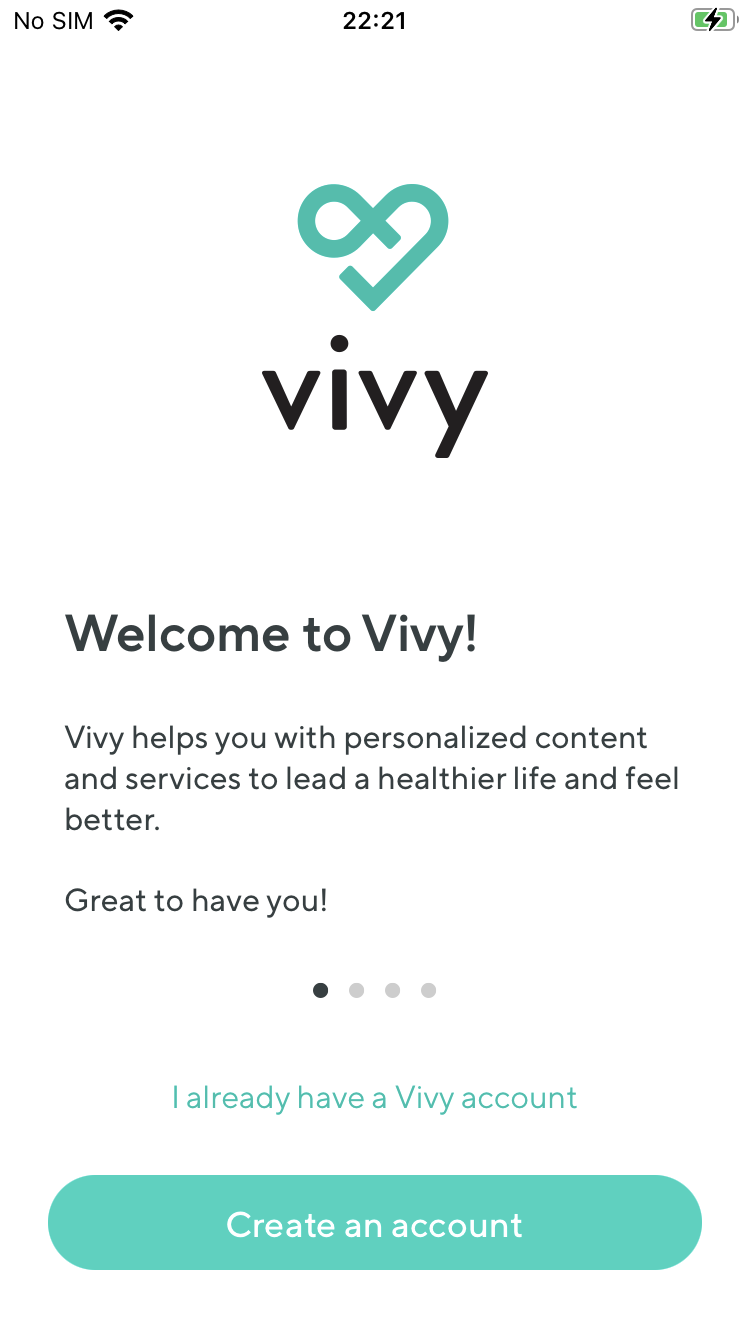 No SIM 22:21
vivy
Welcome to Vivy!
Vivy helps you with personalized content
and services to lead a healthier life and feel
better.
Great to have you!
I already have a Vivy account
Create an account